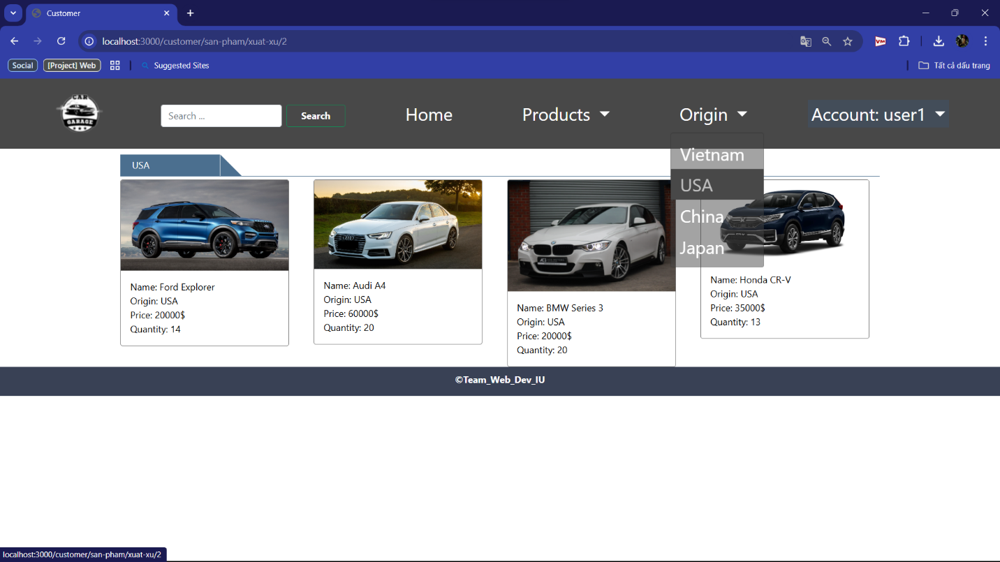 Customer
localhost:3000/customer/san-pham/xuat-xu/2
Social
[Project] Web
Suggested Sites
Tất cả dấu trang
CAR
GARAGE
Search ...
Search
Home
Products
Origin
Account: user1
Vietnam
USA
China
Japan
USA
Name: Ford Explorer
Origin: USA
Price: 20000$
Quantity: 14
Name: Audi A4
Origin: USA
Price: 60000$
Quantity: 20
Name: BMW Series 3
Origin: USA
Price: 20000$
Quantity: 20
Name: Honda CR-V
Origin: USA
Price: 35000$
Quantity: 13
©Team_Web_Dev_IU
localhost:3000/customer/san-pham/xuat-xu/2